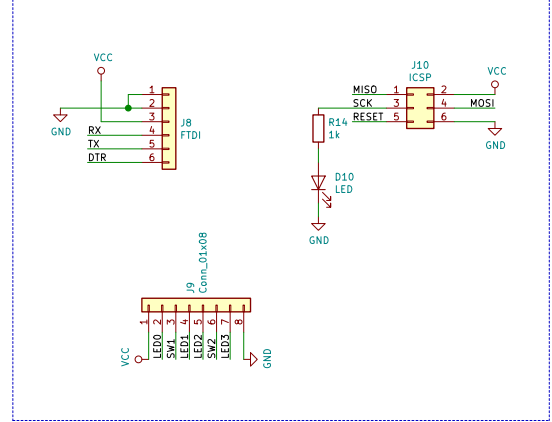 VCC
1
2
3
4
5
6
GND
RX
TX
DTR
J8
FTDI
J10
ICSP
VCC
MISO 1 2
SCK 3 4 MOSI
RESET 5 6
GND
R14
1k
D10
LED
GND
J9
Conn_01x08
1
2
3
4
5
6
7
8
VCC
LED0
SW1
LED1
LED2
SW2
LED3
GND